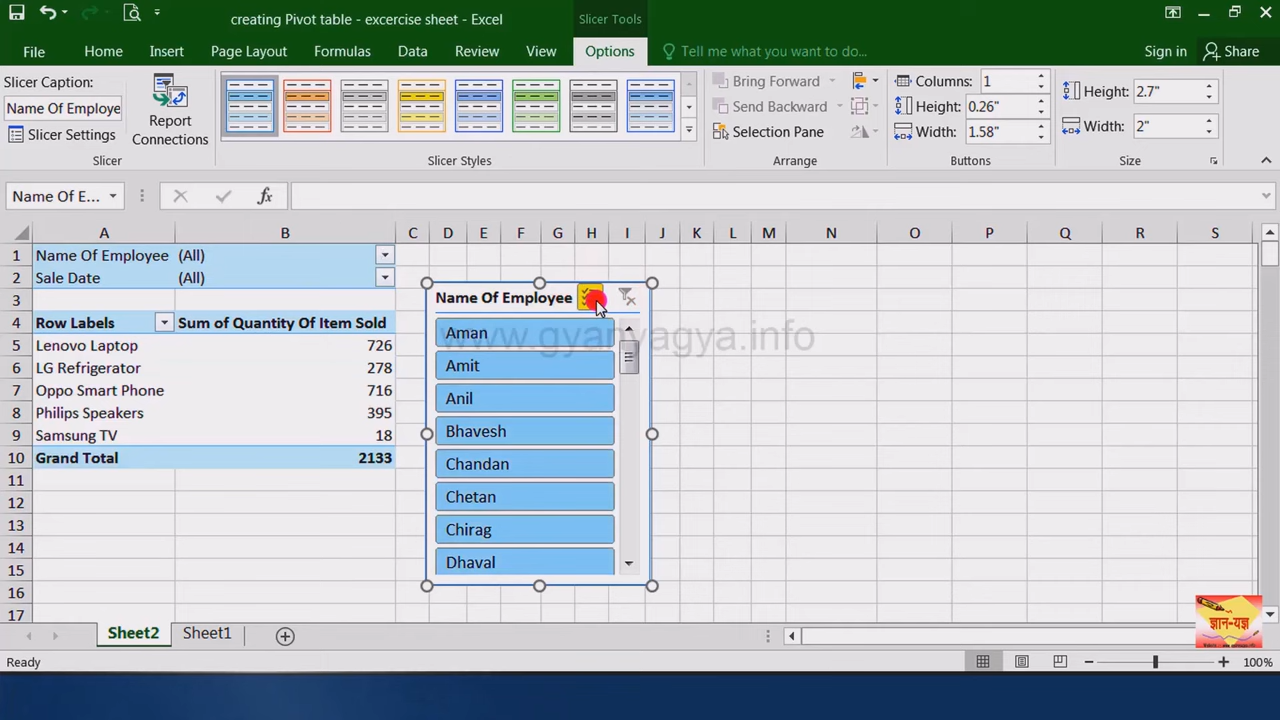 creating Pivot table - excercise sheet - Excel
Slicer Tools
File Home Insert Page Layout Formulas Data Review View Options Tell me what you want to do... Sign in Share
Slicer Caption:
Name Of Employe
Slicer Settings
Report
Connections
Slicer
Slicer Styles
Bring Forward
Send Backward
Selection Pane
Arrange
Columns: 1
Height: 0.26"
Width: 1.58"
Buttons
Height: 2.7"
Width: 2"
Size
Name Of E... fx
A B C D E F G H I J K L M N O P Q R S
1 Name Of Employee (All)
2 Sale Date (All)
3
4 Row Labels Sum of Quantity Of Item Sold
5 Lenovo Laptop 726
6 LG Refrigerator 278
7 Oppo Smart Phone 716
8 Philips Speakers 395
9 Samsung TV 18
10 Grand Total 2133
11
12
13
14
15
16
17
Name Of Employee
Aman
Amit
Anil
Bhavesh
Chandan
Chetan
Chirag
Dhaval
www.gyanyagya.info
Sheet2 Sheet1
ज्ञान-यज्ञ
Ready
100%